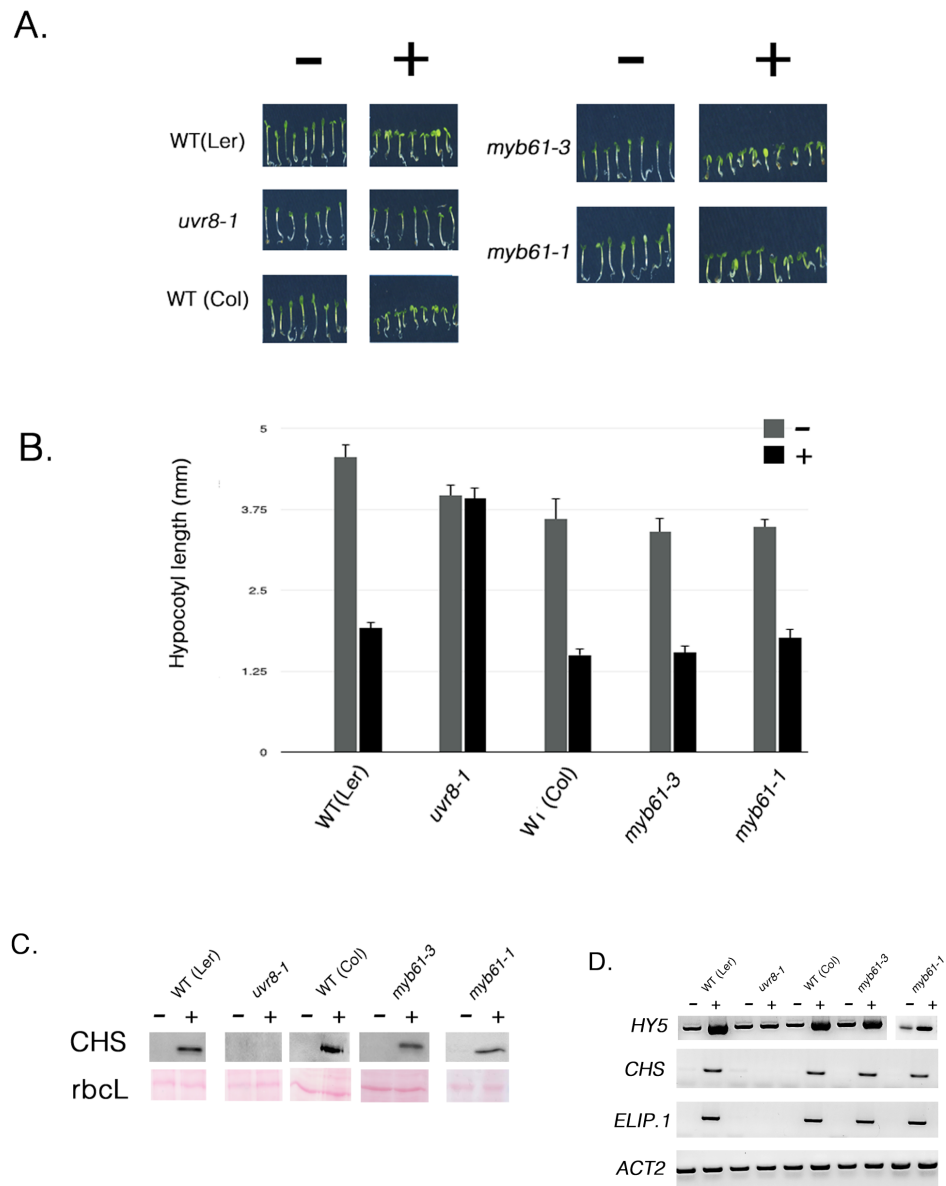 A.
− + − +
WT(Ler)
myb61-3
uvr8-1
myb61-1
WT (Col)
B.
Hypocotyl length (mm)
5
3.75
2.5
1.25
0
−
+
WT(Ler) uvr8-1 (Col) myb61-3 myb61-1
C.
WT (Ler) uvr8-1 WT (Col) myb61-3 myb61-1
− + − + − + − + − +
CHS
rbcL
D.
WT (Ler) uvr8-1 WT (Col) myb61-3 myb61-1
− + − + − + − + − +
HY5
CHS
ELIP.1
ACT2